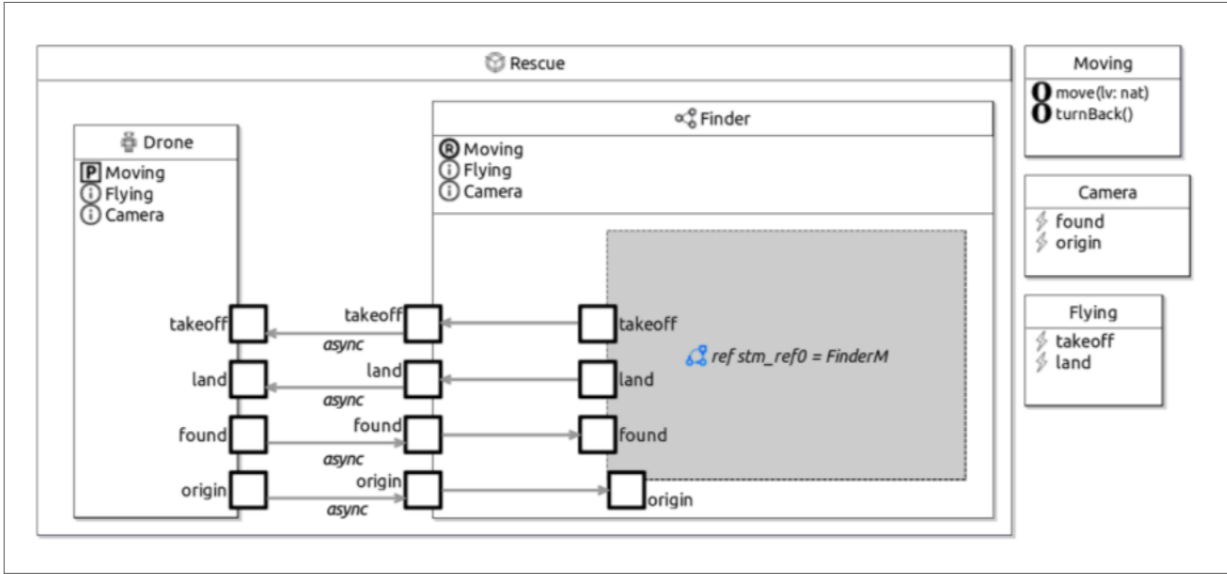 Rescue
Drone
P Moving
i Flying
i Camera
Finder
R Moving
i Flying
i Camera
takeoff
takeoff
takeoff
async
land
land
land
async
found
found
found
async
origin
origin
origin
async
ref stm_ref0 = FinderM
Moving
O move(lv: nat)
O turnBack()
Camera
found
origin
Flying
takeoff
land